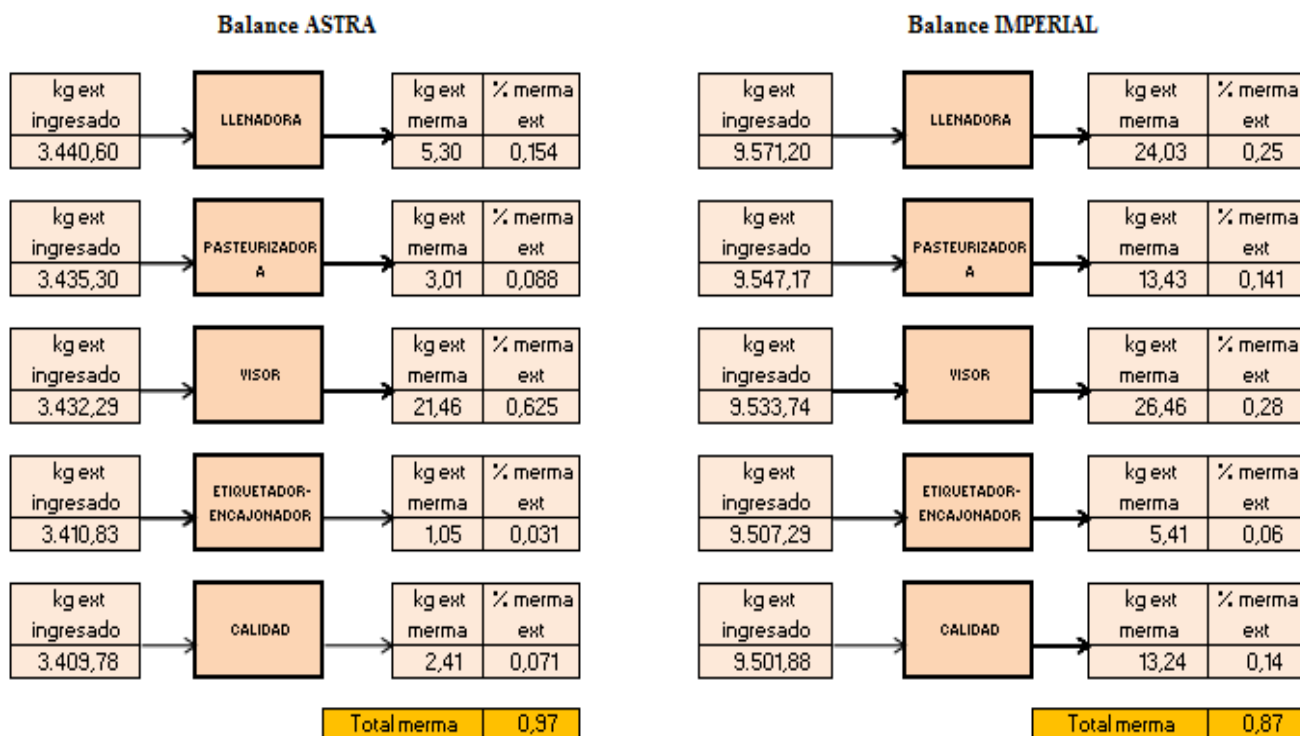 Balance ASTRA
kg ext
ingresado
3.440,60
LLENADORA
kg ext
merma
5,30
% merma
ext
0,154
kg ext
ingresado
3.435,30
PASTEURIZADOR
A
kg ext
merma
3,01
% merma
ext
0,088
kg ext
ingresado
3.432,29
VISOR
kg ext
merma
21,46
% merma
ext
0,625
kg ext
ingresado
3.410,83
ETIQUETADOR-
ENCAJONADOR
kg ext
merma
1,05
% merma
ext
0,031
kg ext
ingresado
3.409,78
CALIDAD
kg ext
merma
2,41
% merma
ext
0,071
Total merma 0,97
Balance IMPERIAL
kg ext
ingresado
9.571,20
LLENADORA
kg ext
merma
24,03
% merma
ext
0,25
kg ext
ingresado
9.547,17
PASTEURIZADOR
A
kg ext
merma
13,43
% merma
ext
0,141
kg ext
ingresado
9.533,74
VISOR
kg ext
merma
26,46
% merma
ext
0,28
kg ext
ingresado
9.507,29
ETIQUETADOR-
ENCAJONADOR
kg ext
merma
5,41
% merma
ext
0,06
kg ext
ingresado
9.501,88
CALIDAD
kg ext
merma
13,24
% merma
ext
0,14
Total merma 0,87